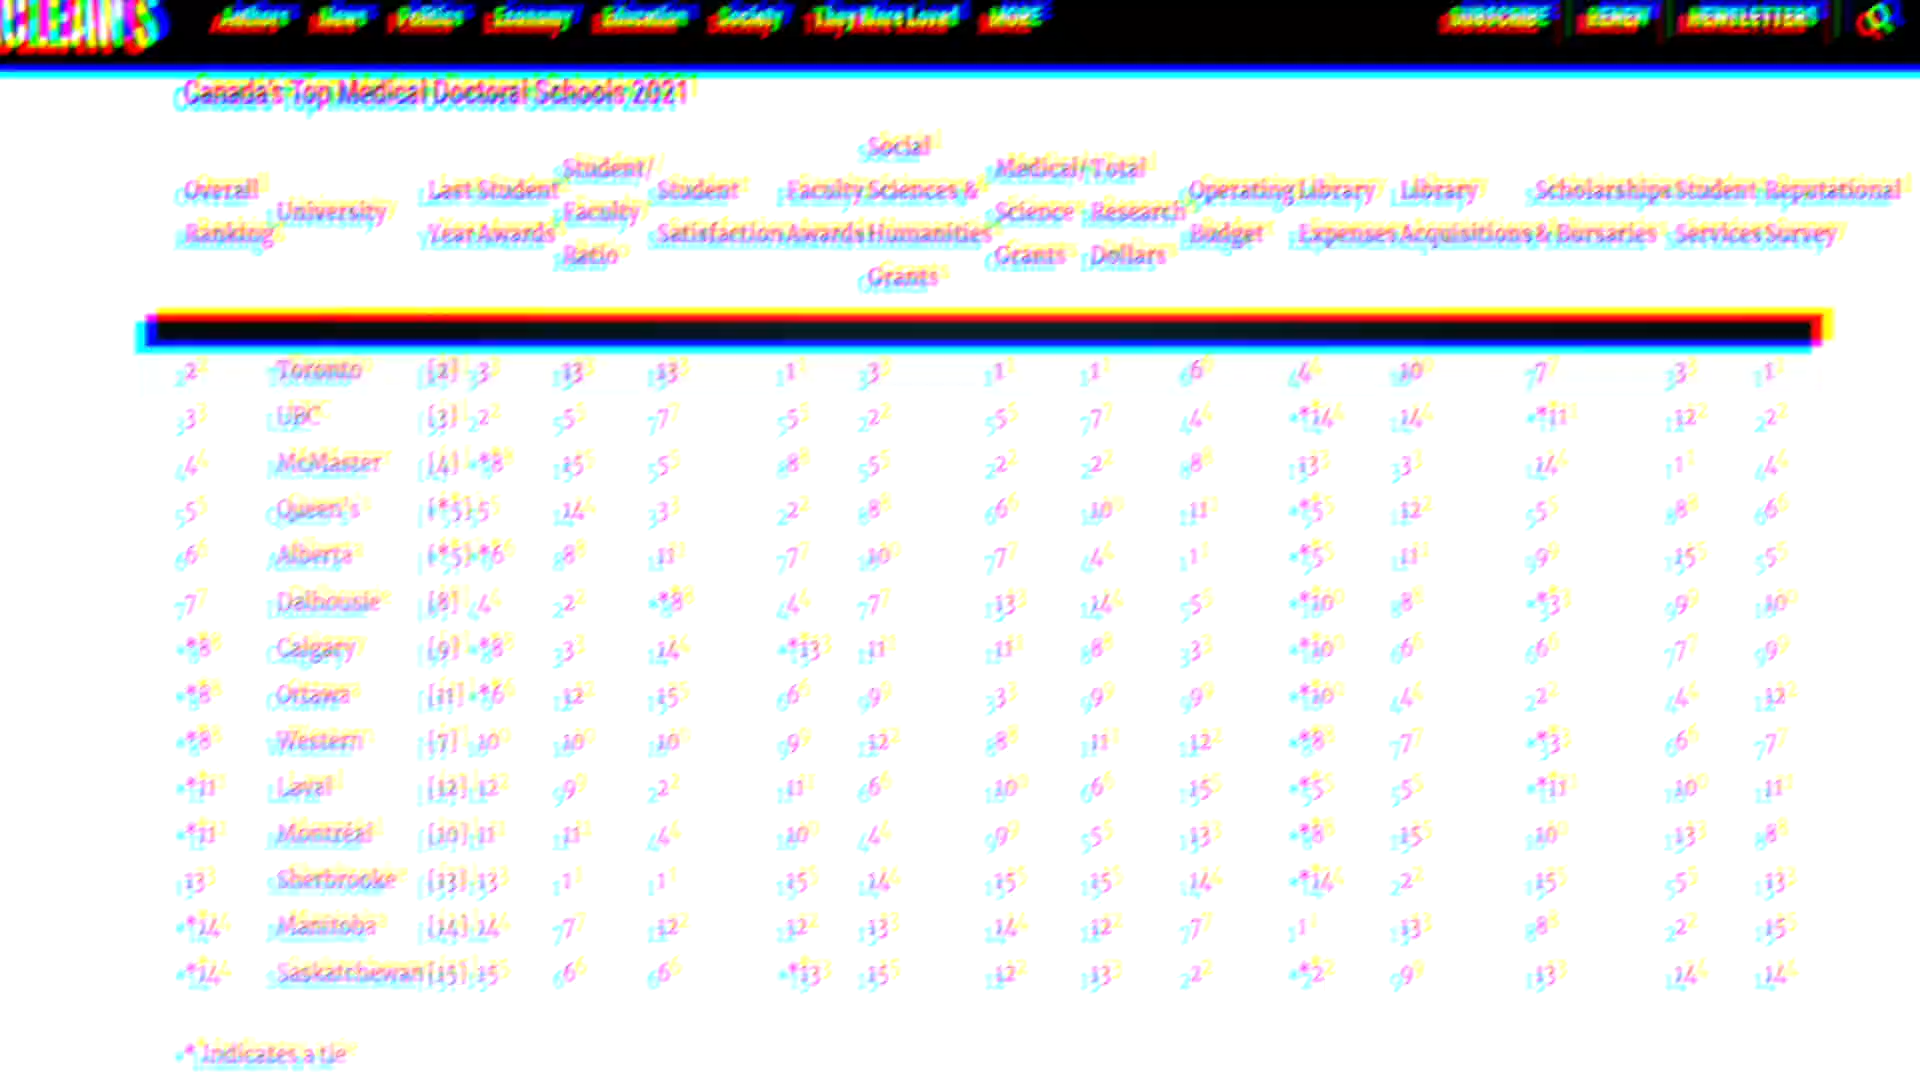 CLEAN'S Authors News Politics Economy Education Society They Were Loved MORE SUBSCRIBE RENEW NEWSLETTERS
Canada's Top Medical Doctoral Schools 2021
Overall Ranking University Last Year Student Awards Student/ Faculty Ratio Student Satisfaction Faculty Awards Social Sciences & Humanities Grants Medical/ Science Grants Total Research Dollars Operating Budget Library Expenses Library Acquisitions Scholarships & Bursaries Student Services Reputational Survey
2 Toronto [2] 3 13 13 1 3 1 1 6 4 10 7 3 1
3 UBC [3] 2 5 7 5 2 5 7 4 *14 14 *11 12 2
4 McMaster [4] *8 15 5 8 5 2 2 8 13 3 14 1 4
5 Queen's [*5] 5 14 3 2 8 6 10 11 *5 12 5 8 6
6 Alberta [*5] *6 8 11 7 10 7 4 1 *5 11 9 15 5
7 Dalhousie [8] 4 2 *8 4 7 13 14 5 *10 8 *3 9 10
*8 Calgary [9] *8 3 14 *13 11 11 8 3 *10 6 6 7 9
*8 Ottawa [11] *6 12 15 6 9 3 9 9 *10 4 2 4 12
*8 Western [7] 10 10 10 9 12 8 11 12 *8 7 *3 6 7
*11 Laval [12] 12 9 2 11 6 10 6 15 *5 5 *11 10 11
*11 Montréal [10] 11 11 4 10 4 9 5 13 *8 15 10 13 8
13 Sherbrooke [13] 13 1 1 15 14 15 15 14 *14 2 15 5 13
*14 Manitoba [14] 14 7 12 12 13 14 12 7 1 13 8 2 15
*14 Saskatchewan [15] 15 6 6 *13 15 12 13 2 *2 9 13 14 14
* Indicates a tie